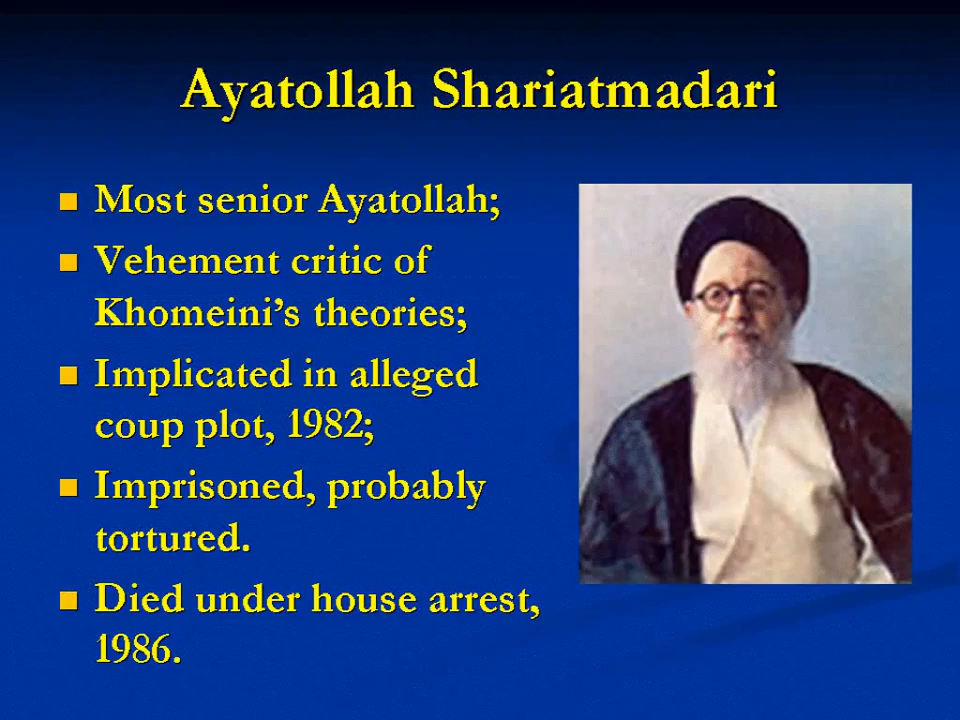 Ayatollah Shariatmadari
Most senior Ayatollah;
Vehement critic of
Khomeini’s theories;
Implicated in alleged
coup plot, 1982;
Imprisoned, probably
tortured.
Died under house arrest,
1986.